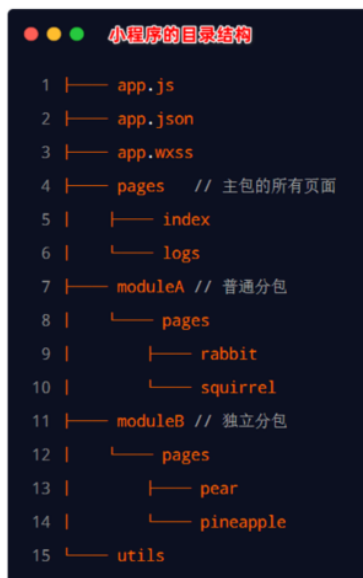 小程序的目录结构
1 ├── app.js
2 ├── app.json
3 ├── app.wxss
4 ├── pages // 主包的所有页面
5 │ ├── index
6 │ └── logs
7 ├── moduleA // 普通分包
8 │ └── pages
9 │ ├── rabbit
10 │ └── squirrel
11 ├── moduleB // 独立分包
12 │ └── pages
13 │ ├── pear
14 │ └── pineapple
15 └── utils